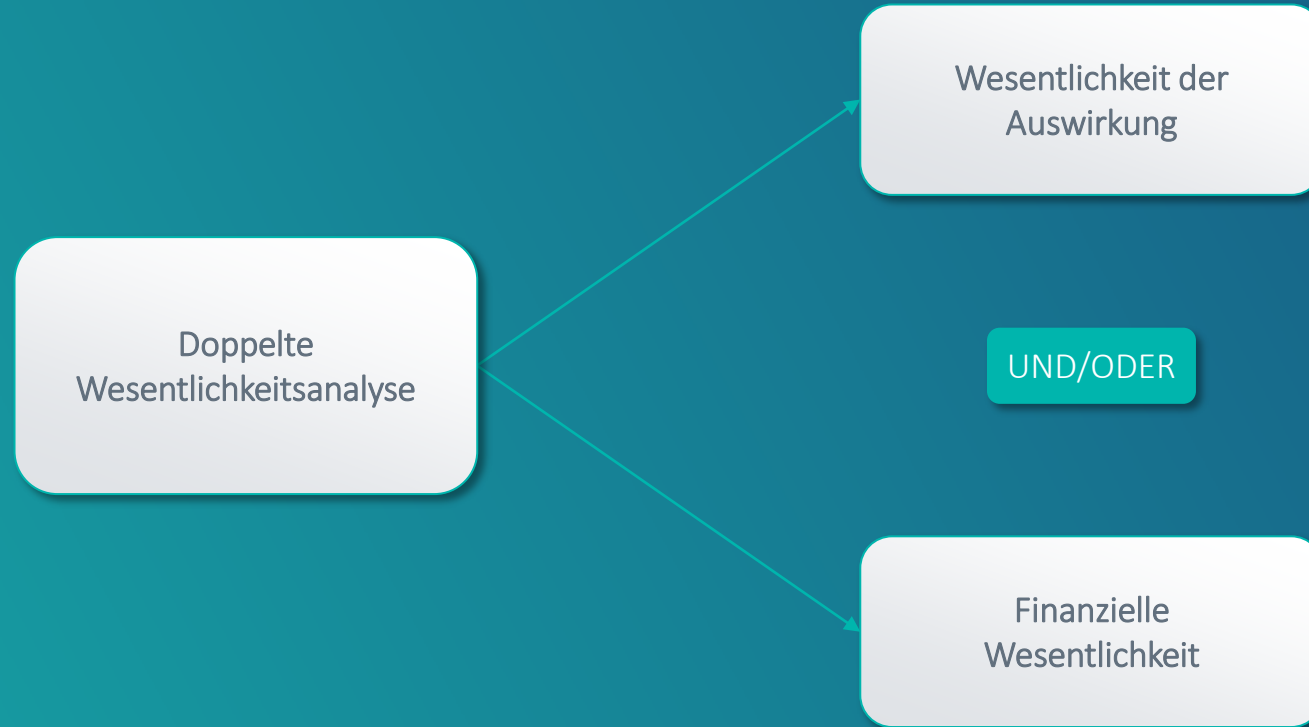 Wesentlichkeit der
Auswirkung
Doppelte
Wesentlichkeitsanalyse
UND/ODER
Finanzielle
Wesentlichkeit